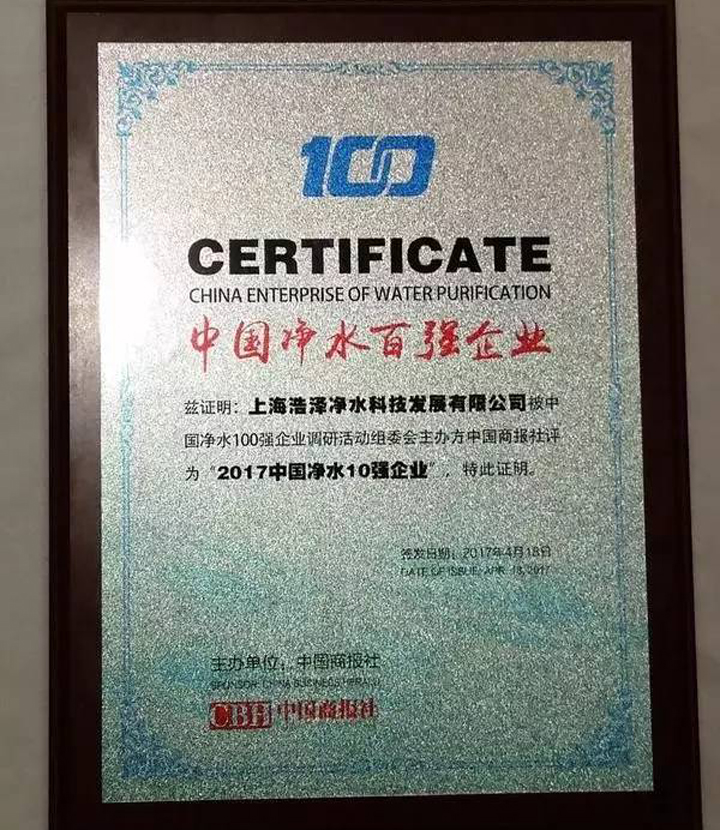 100
CERTIFICATE
CHINA ENTERPRISE OF WATER PURIFICATION
中国净水百强企业
兹证明：上海浩泽净水科技发展有限公司被中
国净水100强企业调研活动组委会主办方中国商报社评
为“2017中国净水10强企业”，特此证明。
签发日期：2017年4月18日
DATE OF ISSUE: APR. 18, 2017
主办单位：中国商报社
SPONSOR: CHINA BUSINESS HERALD
CBH 中国商报社